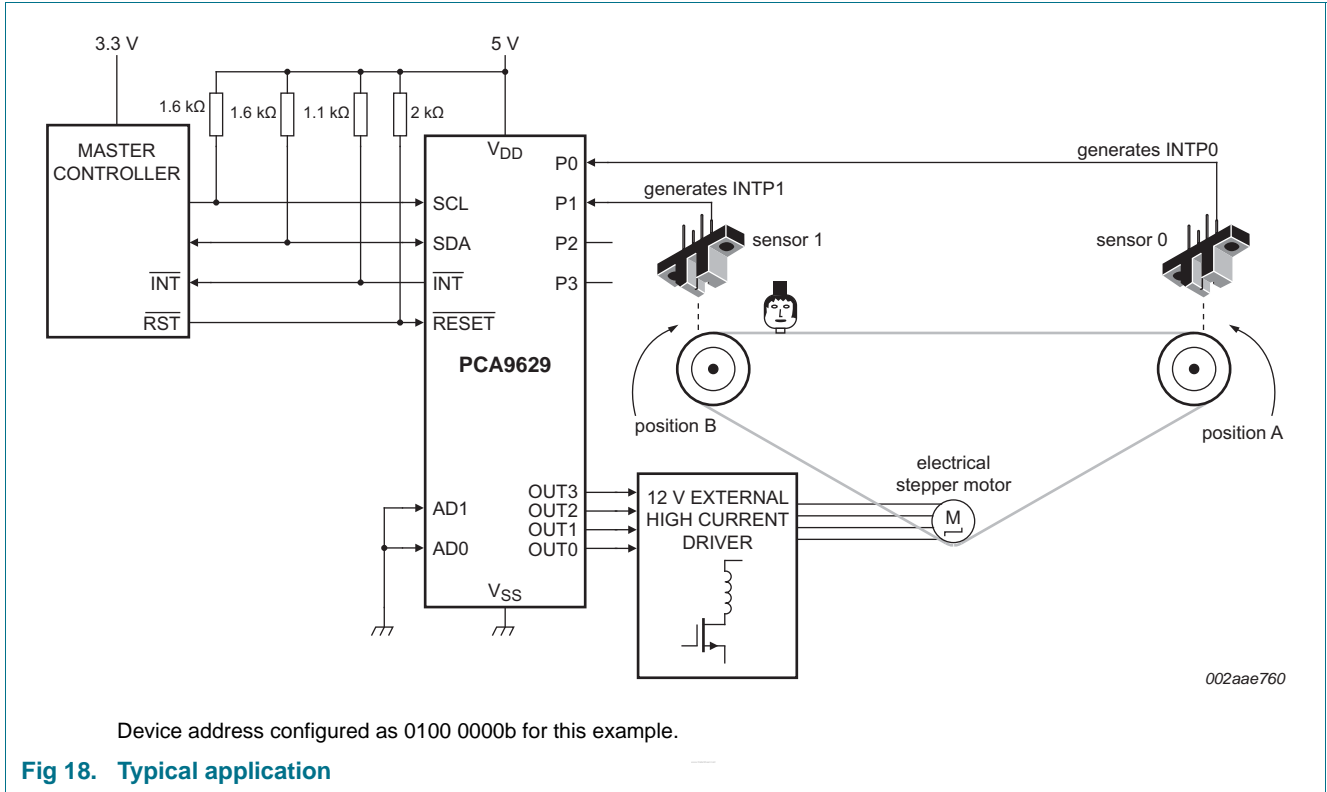 3.3 V
5 V
1.6 kΩ
1.6 kΩ
1.1 kΩ
2 kΩ
MASTER
CONTROLLER
INT
RST
VDD
SCL
SDA
INT
RESET
PCA9629
AD1
AD0
VSS
P0
P1
P2
P3
OUT3
OUT2
OUT1
OUT0
generates INTP0
generates INTP1
sensor 1
sensor 0
position B
position A
electrical
stepper motor
M
12 V EXTERNAL
HIGH CURRENT
DRIVER
002aae760
Device address configured as 0100 0000b for this example.
Fig 18. Typical application